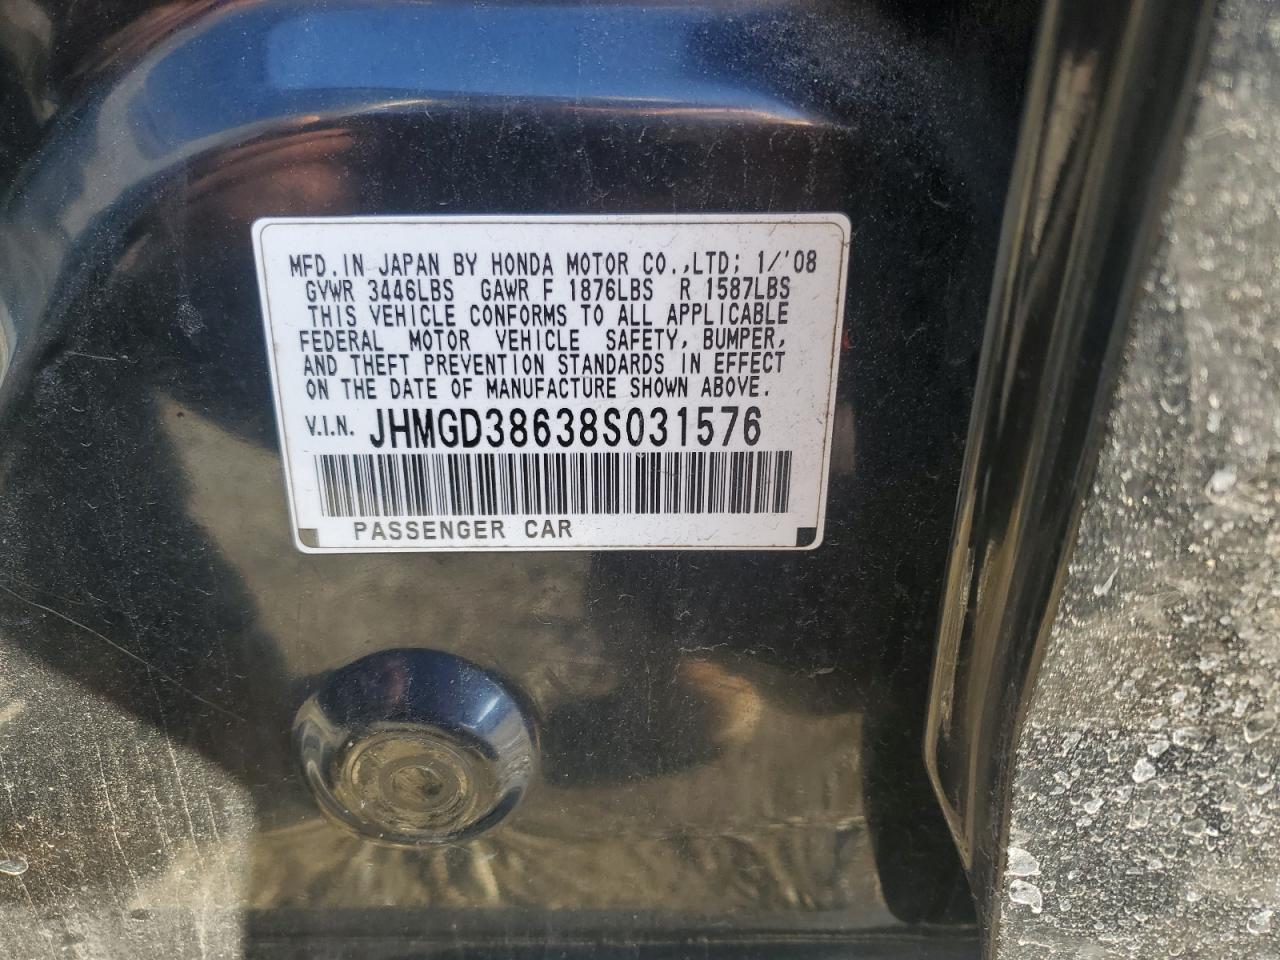 MFD. IN JAPAN BY HONDA MOTOR CO.,LTD; 1/'08
GVWR 3446LBS GAWR F 1876LBS R 1587LBS
THIS VEHICLE CONFORMS TO ALL APPLICABLE
FEDERAL MOTOR VEHICLE SAFETY, BUMPER,
AND THEFT PREVENTION STANDARDS IN EFFECT
ON THE DATE OF MANUFACTURE SHOWN ABOVE.
V.I.N. JHMGD38638S031576
PASSENGER CAR